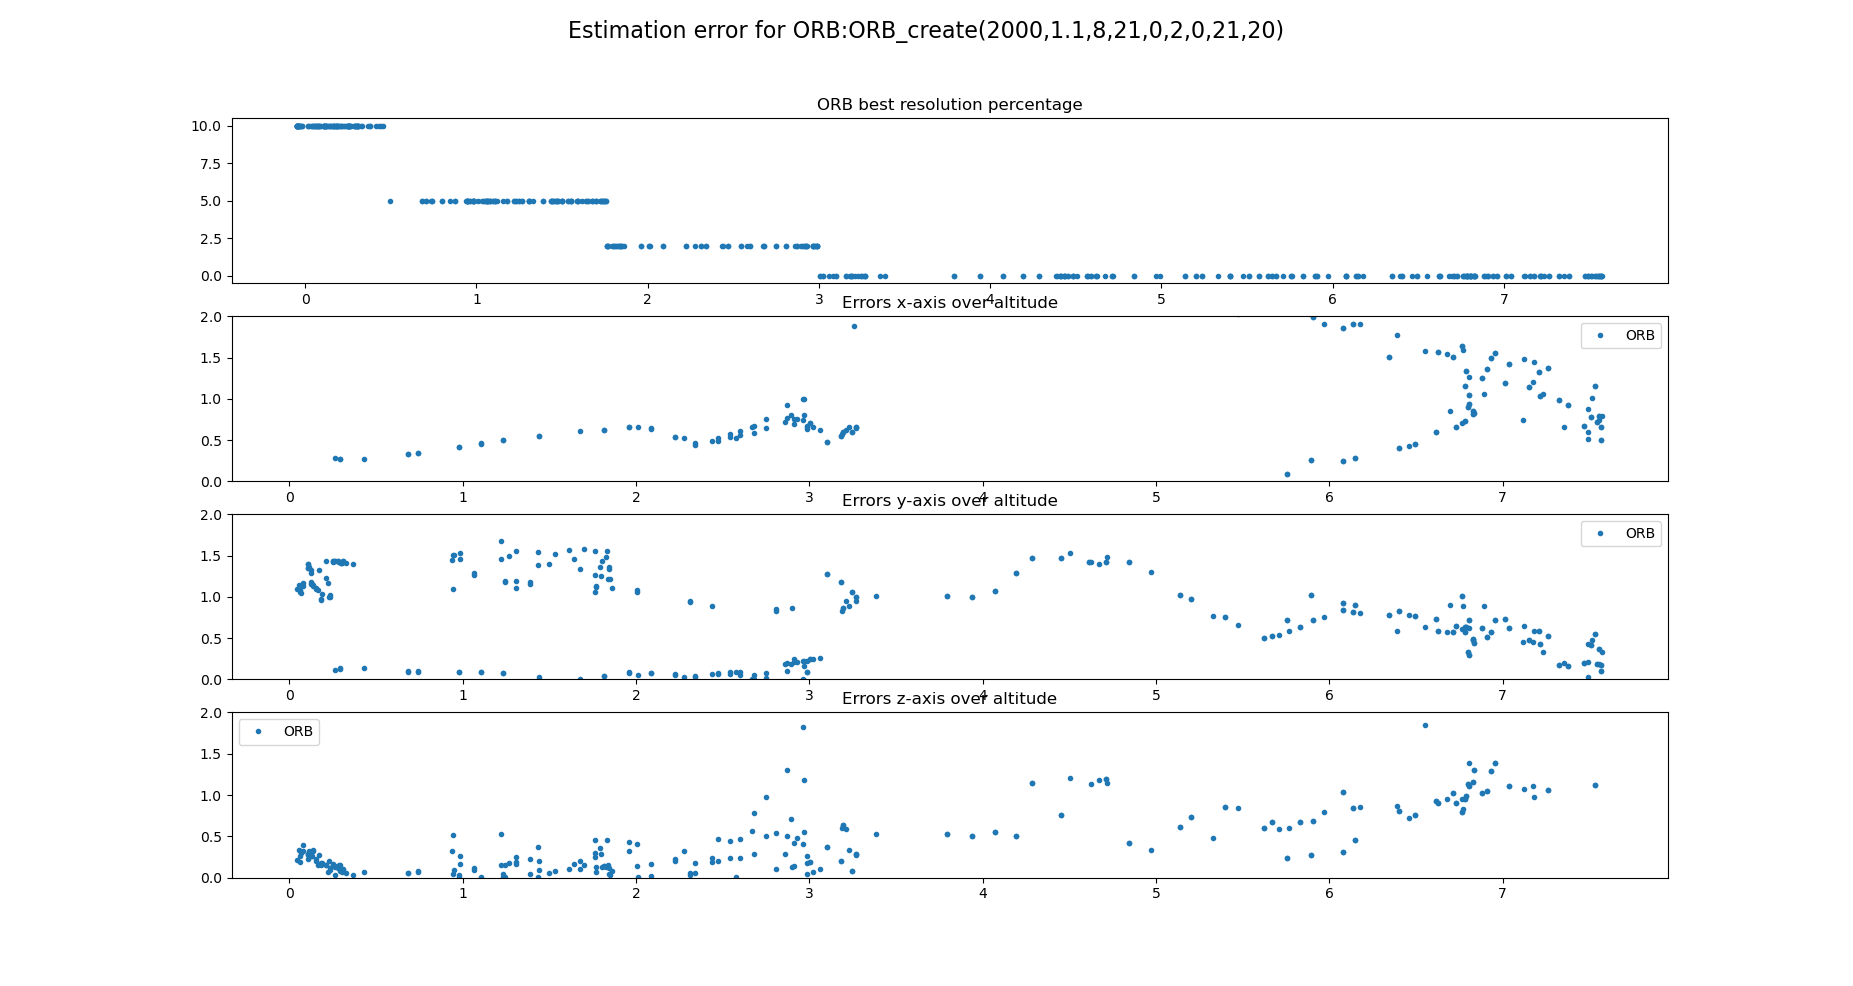 Estimation error for ORB:ORB_create(2000,1.1,8,21,0,2,0,21,20)
ORB best resolution percentage
10.0
7.5
5.0
2.5
0.0
0 1 2 3 4 5 6 7
Errors x-axis over altitude
2.0
1.5
1.0
0.5
0.0
ORB
0 1 2 3 4 5 6 7
Errors y-axis over altitude
2.0
1.5
1.0
0.5
0.0
ORB
0 1 2 3 4 5 6 7
Errors z-axis over altitude
2.0
1.5
1.0
0.5
0.0
ORB
0 1 2 3 4 5 6 7